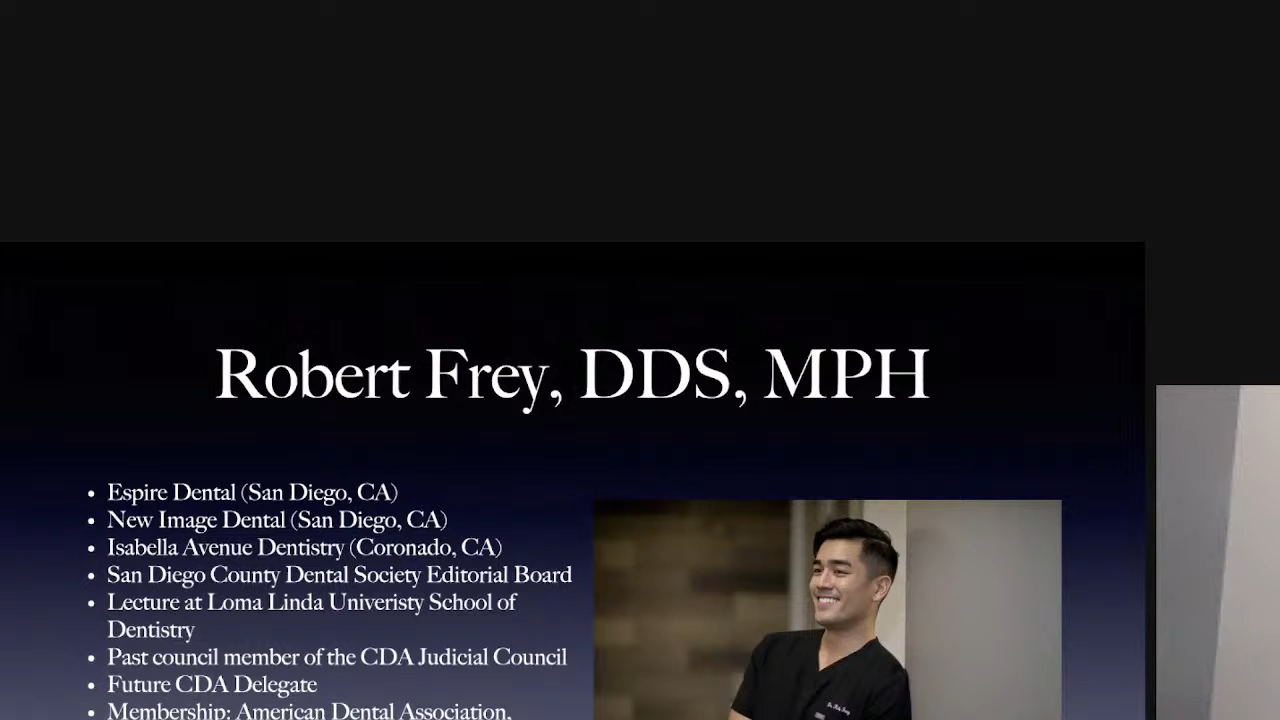 Robert Frey, DDS, MPH
• Espire Dental (San Diego, CA)
• New Image Dental (San Diego, CA)
• Isabella Avenue Dentistry (Coronado, CA)
• San Diego County Dental Society Editorial Board
• Lecture at Loma Linda Univeristy School of
Dentistry
• Past council member of the CDA Judicial Council
• Future CDA Delegate
• Membership: American Dental Association,